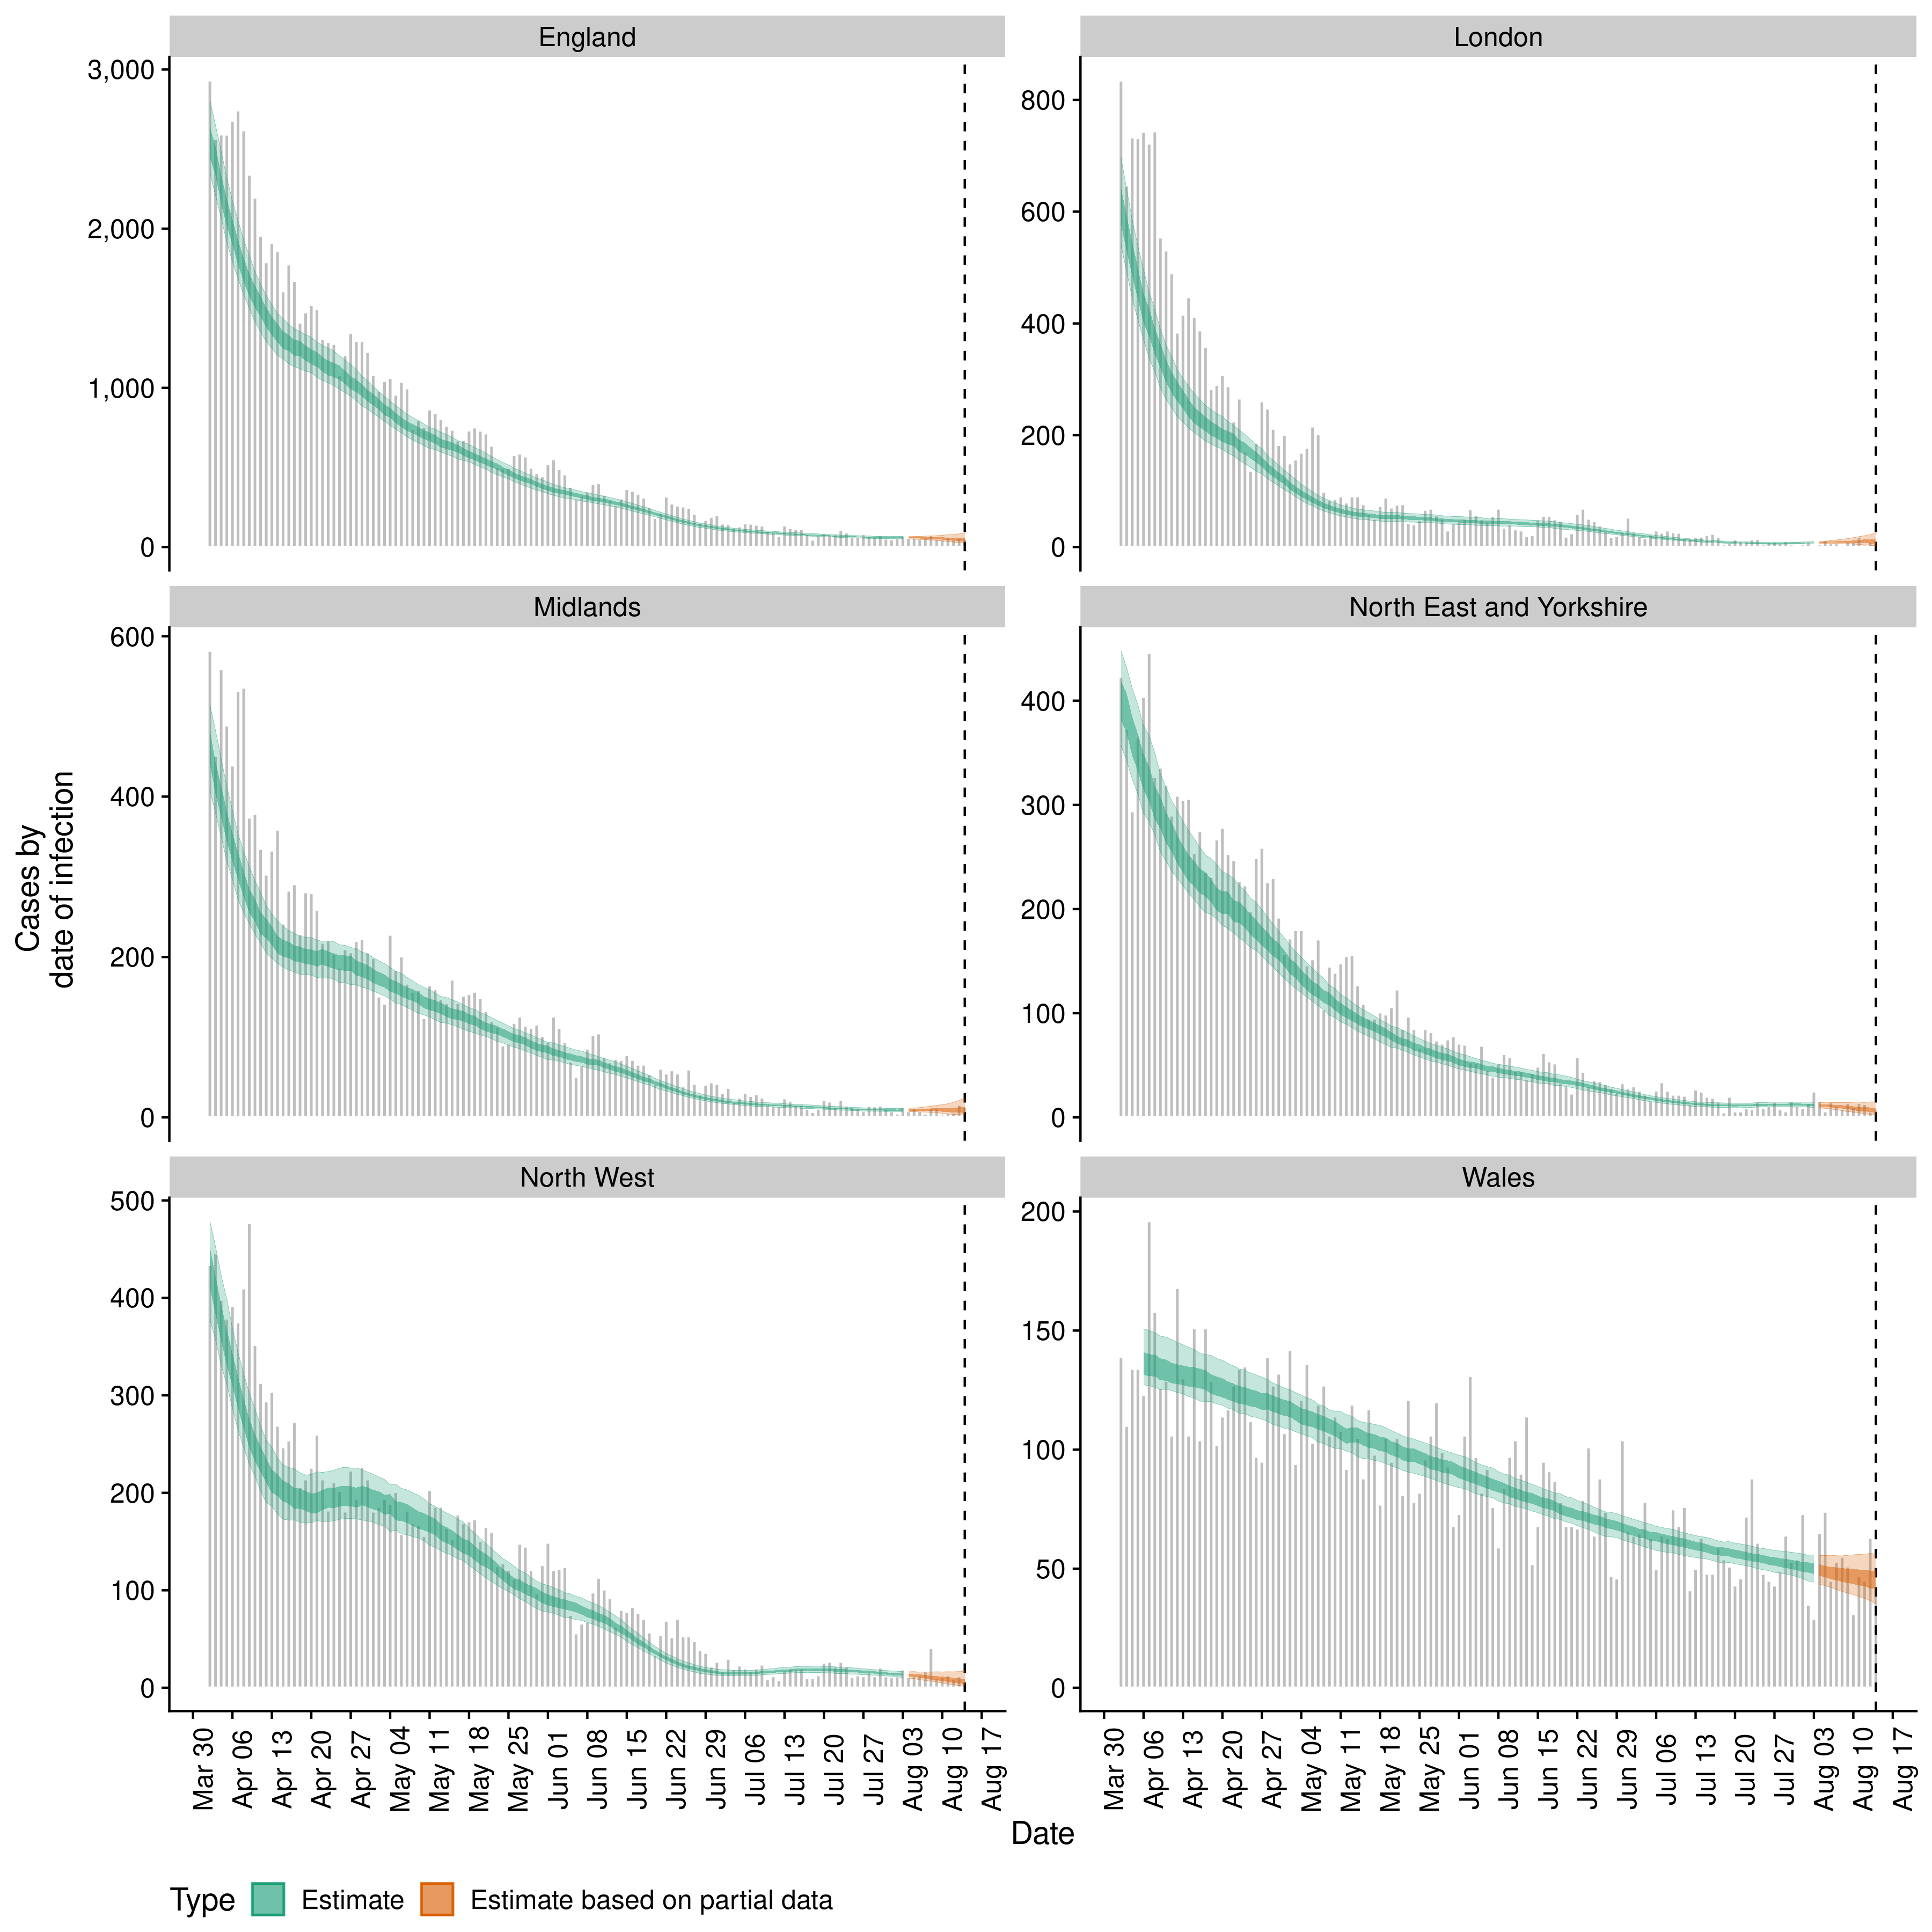 England
London
3,000
2,000
1,000
0
800
600
400
200
0
Midlands
North East and Yorkshire
600
400
200
0
400
300
200
100
0
North West
Wales
500
400
300
200
100
0
200
150
100
50
0
Cases by
date of infection
Mar 30
Apr 06
Apr 13
Apr 20
Apr 27
May 04
May 11
May 18
May 25
Jun 01
Jun 08
Jun 15
Jun 22
Jun 29
Jul 06
Jul 13
Jul 20
Jul 27
Aug 03
Aug 10
Aug 17
Mar 30
Apr 06
Apr 13
Apr 20
Apr 27
May 04
May 11
May 18
May 25
Jun 01
Jun 08
Jun 15
Jun 22
Jun 29
Jul 06
Jul 13
Jul 20
Jul 27
Aug 03
Aug 10
Aug 17
Date
Type Estimate Estimate based on partial data